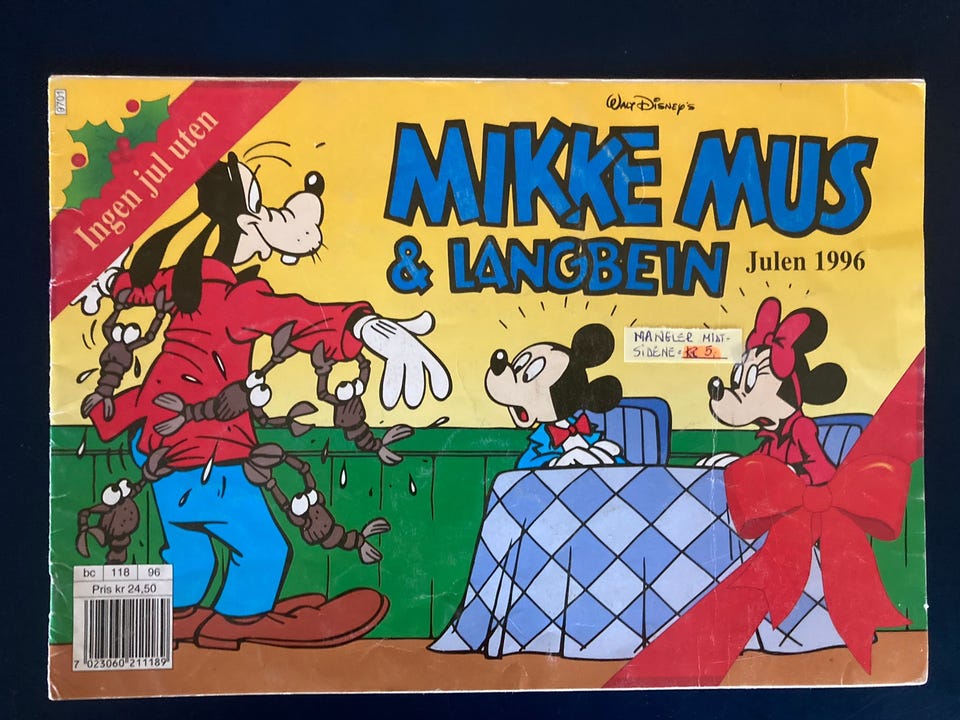 9701
Ingen jul uten
WALT DISNEY'S
MIKKE MUS
& LANGBEIN
Julen 1996
MANGLER MIDT-
SIDENE = KR 5.
bc 118 96
Pris kr 24,50
7 023060 211189